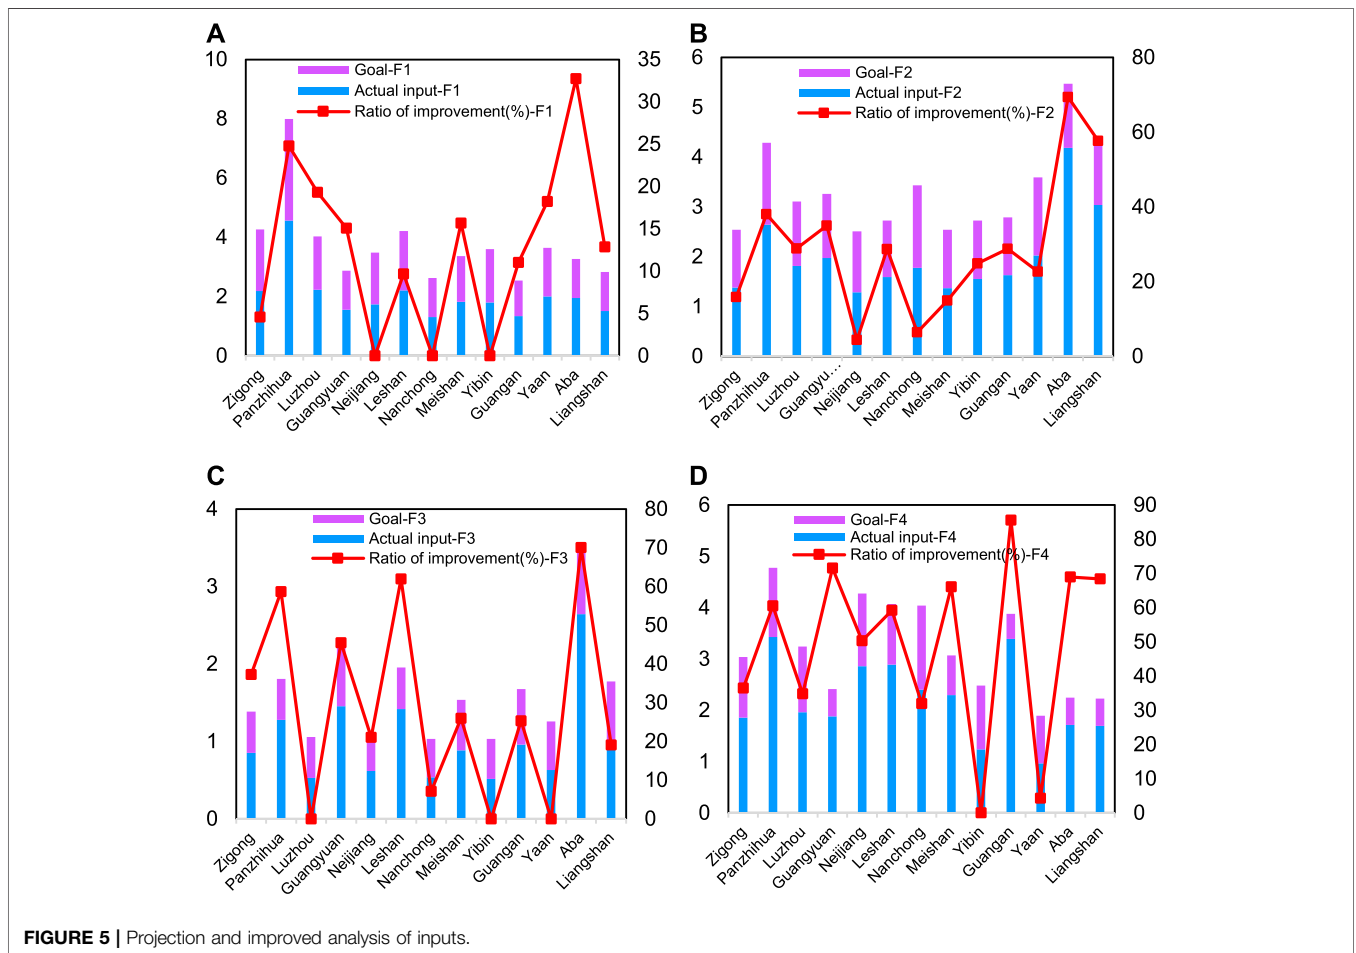 A
10
8
6
4
2
0
35
30
25
20
15
10
5
0
Goal-F1
Actual input-F1
Ratio of improvement(%)-F1
Zigong
Panzhihua
Luzhou
Guangyuan
Neijiang
Leshan
Nanchong
Meishan
Yibin
Guangan
Yaan
Aba
Liangshan
B
6
5
4
3
2
1
0
80
60
40
20
0
Goal-F2
Actual input-F2
Ratio of improvement(%)-F2
Zigong
Panzhihua
Luzhou
Guangyu...
Neijiang
Leshan
Nanchong
Meishan
Yibin
Guangan
Yaan
Aba
Liangshan
C
4
3
2
1
0
80
70
60
50
40
30
20
10
0
Goal-F3
Actual input-F3
Ratio of improvement(%)-F3
Zigong
Panzhihua
Luzhou
Guangyuan
Neijiang
Leshan
Nanchong
Meishan
Yibin
Guangan
Yaan
Aba
Liangshan
D
6
5
4
3
2
1
0
90
80
70
60
50
40
30
20
10
0
Goal-F4
Actual input-F4
Ratio of improvement(%)-F4
Zigong
Panzhihua
Luzhou
Guangyuan
Neijiang
Leshan
Nanchong
Meishan
Yibin
Guangan
Yaan
Aba
Liangshan
FIGURE 5 | Projection and improved analysis of inputs.